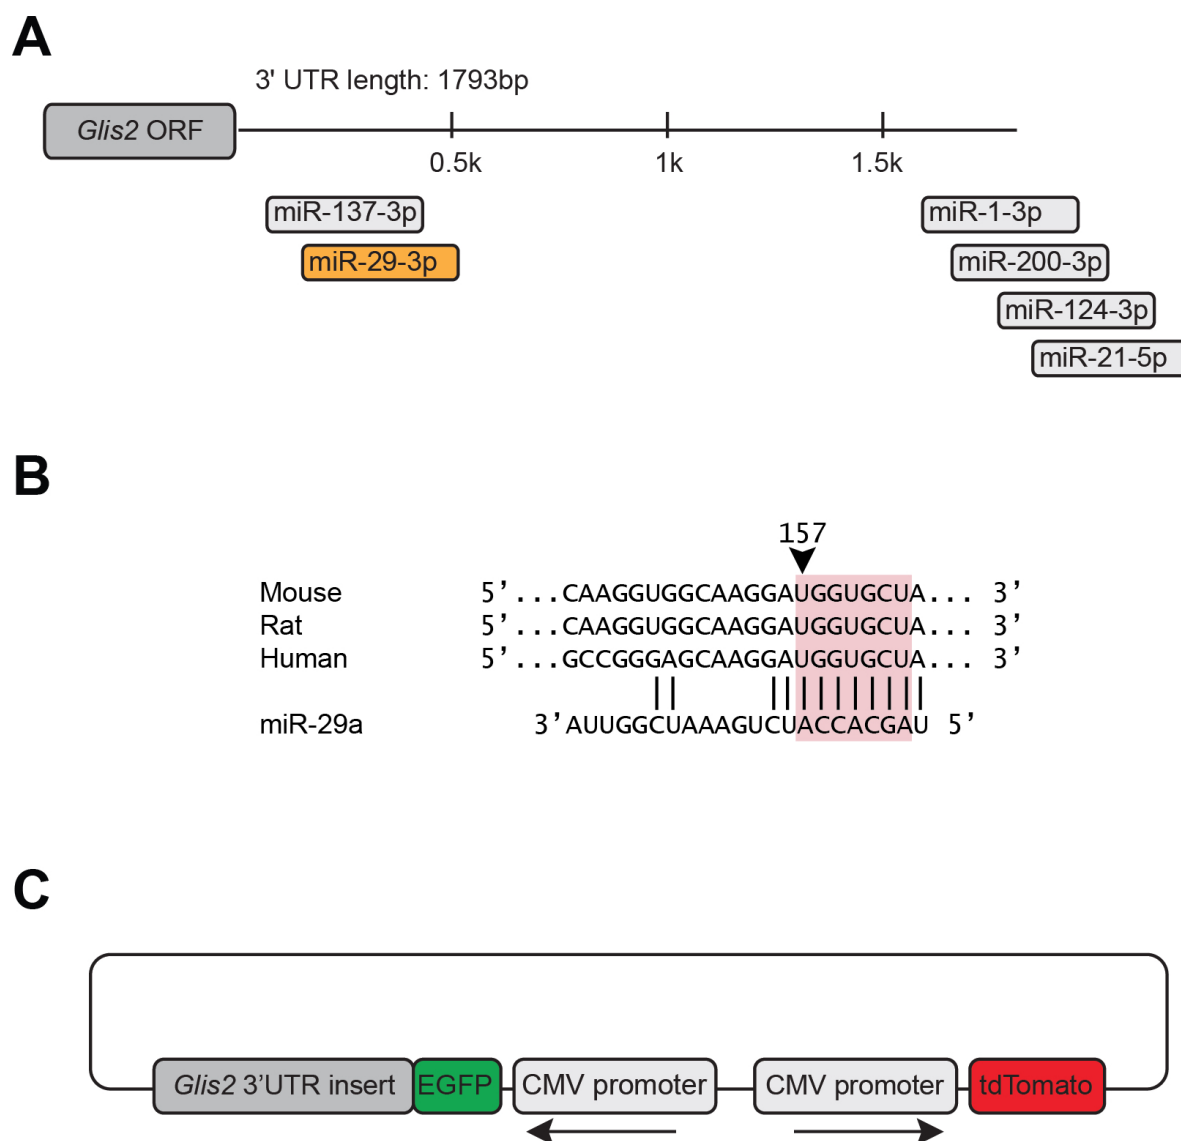 A
3' UTR length: 1793bp
Glis2 ORF
0.5k 1k 1.5k
miR-137-3p miR-1-3p
miR-29-3p miR-200-3p
miR-124-3p
miR-21-5p
B
157
Mouse 5’...CAAGGUGGCAAGGAUGGUGCUA... 3’
Rat 5’...CAAGGUGGCAAGGAUGGUGCUA... 3’
Human 5’...GCCGGGAGCAAGGAUGGUGCUA... 3’
miR-29a 3’AUUGGCUAAAGUCUACCACGAU 5’
C
Glis2 3’UTR insert EGFP CMV promoter CMV promoter tdTomato